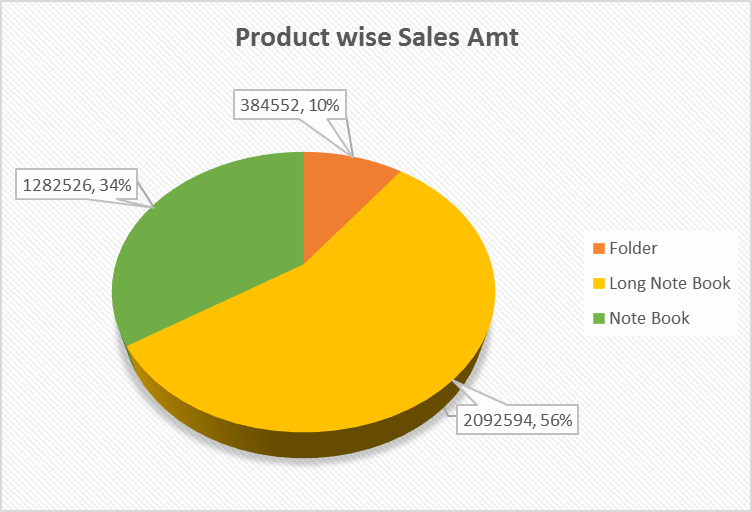 Product wise Sales Amt
384552, 10%
1282526, 34%
Folder
Long Note Book
Note Book
2092594, 56%